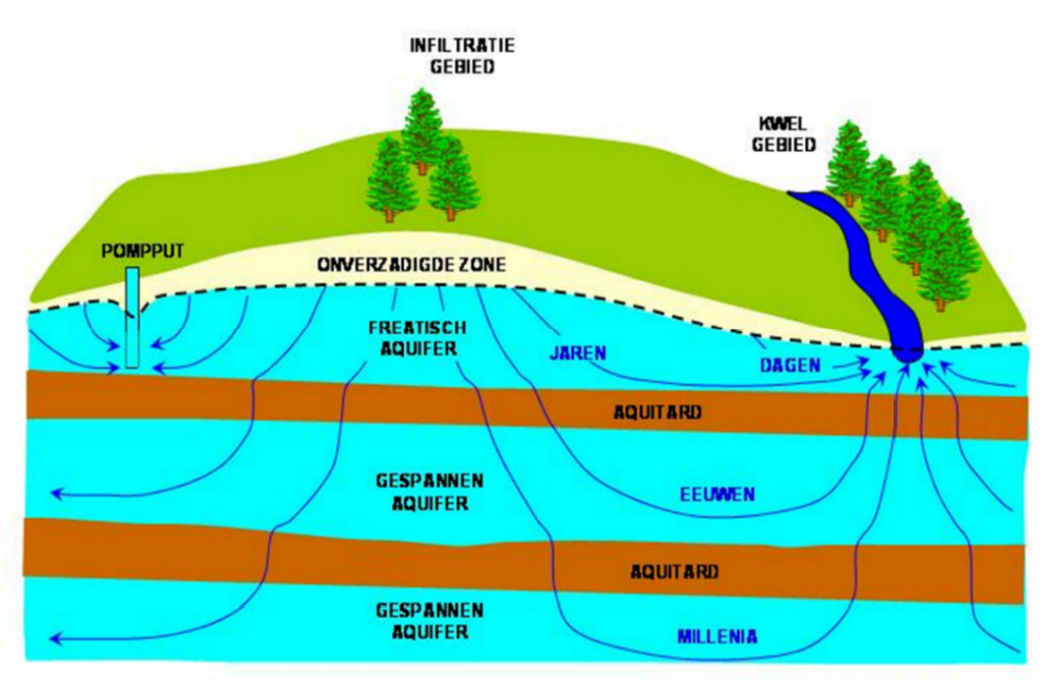 INFILTRATIE
GEBIED
KWEL
GEBIED
POMPPUT
ONVERZADIGDE ZONE
FREATISCH
AQUIFER
JAREN
DAGEN
AQUITARD
GESPANNEN
AQUIFER
EEUWEN
AQUITARD
GESPANNEN
AQUIFER
MILLENIA